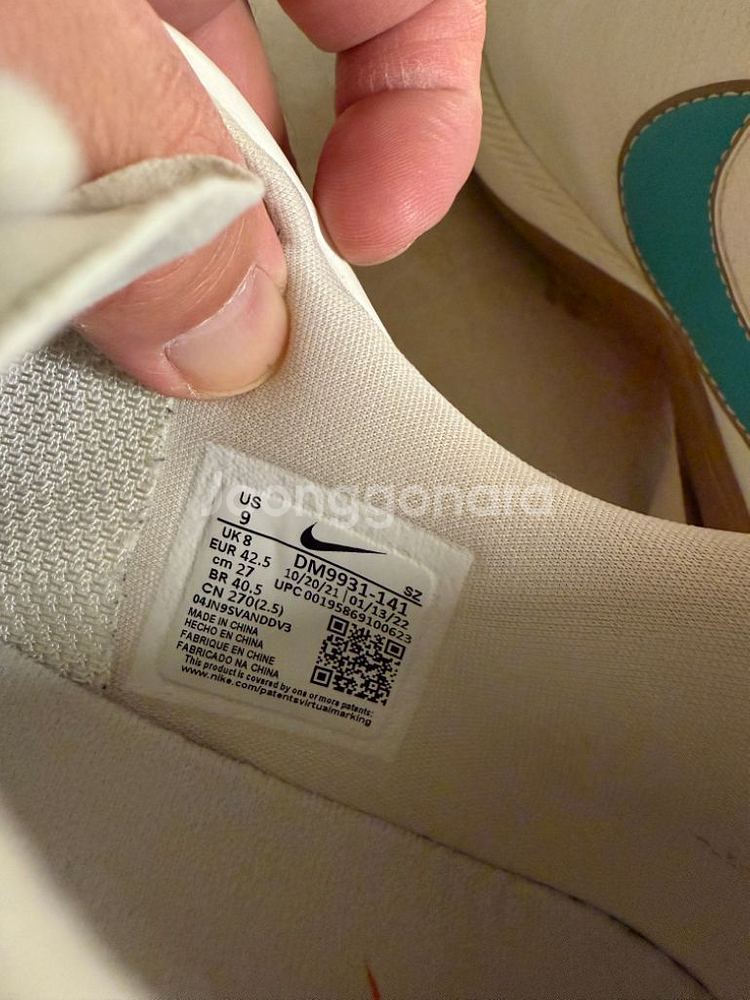 Joonggonara
US
9
UK 8
EUR 42.5
cm 27
BR 40.5
CN 270(2.5)
04JN9SVANDDV3
MADE IN CHINA
HECHO EN CHINA
FABRIQUE EN CHINE
FABRICADO NA CHINA
This product is covered by one or more patents:
www.nike.com/patentsvirtualmarking
DM9931-141 SZ
10/20/21 | 01/13/22
UPC 00195869100623